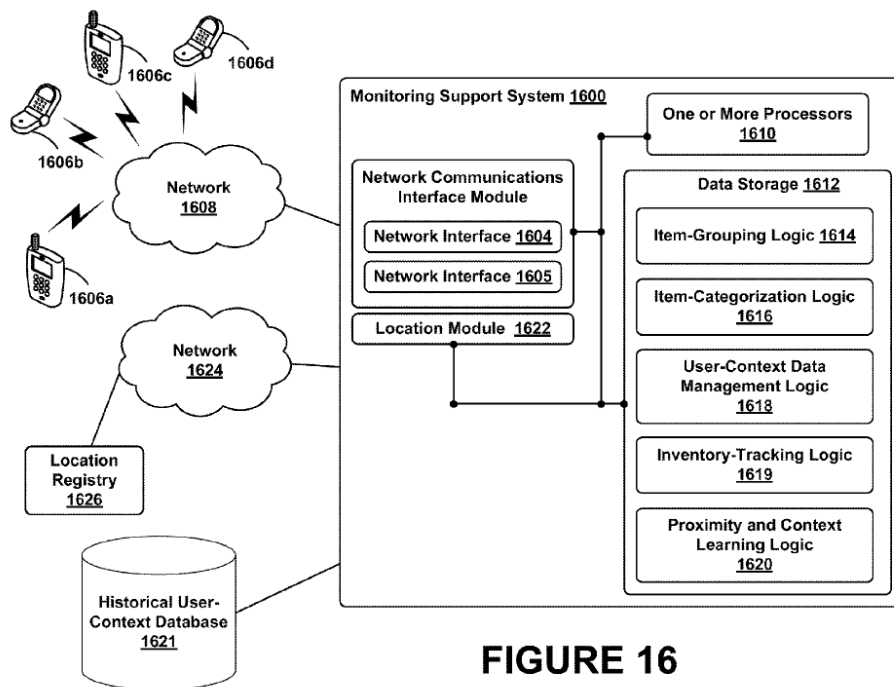 1606c
1606d
1606b
Network
1608
1606a
Network
1624
Location
Registry
1626
Historical User-
Context Database
1621
Monitoring Support System 1600
Network Communications
Interface Module
Network Interface 1604
Network Interface 1605
Location Module 1622
One or More Processors
1610
Data Storage 1612
Item-Grouping Logic 1614
Item-Categorization Logic
1616
User-Context Data
Management Logic
1618
Inventory-Tracking Logic
1619
Proximity and Context
Learning Logic
1620
FIGURE 16